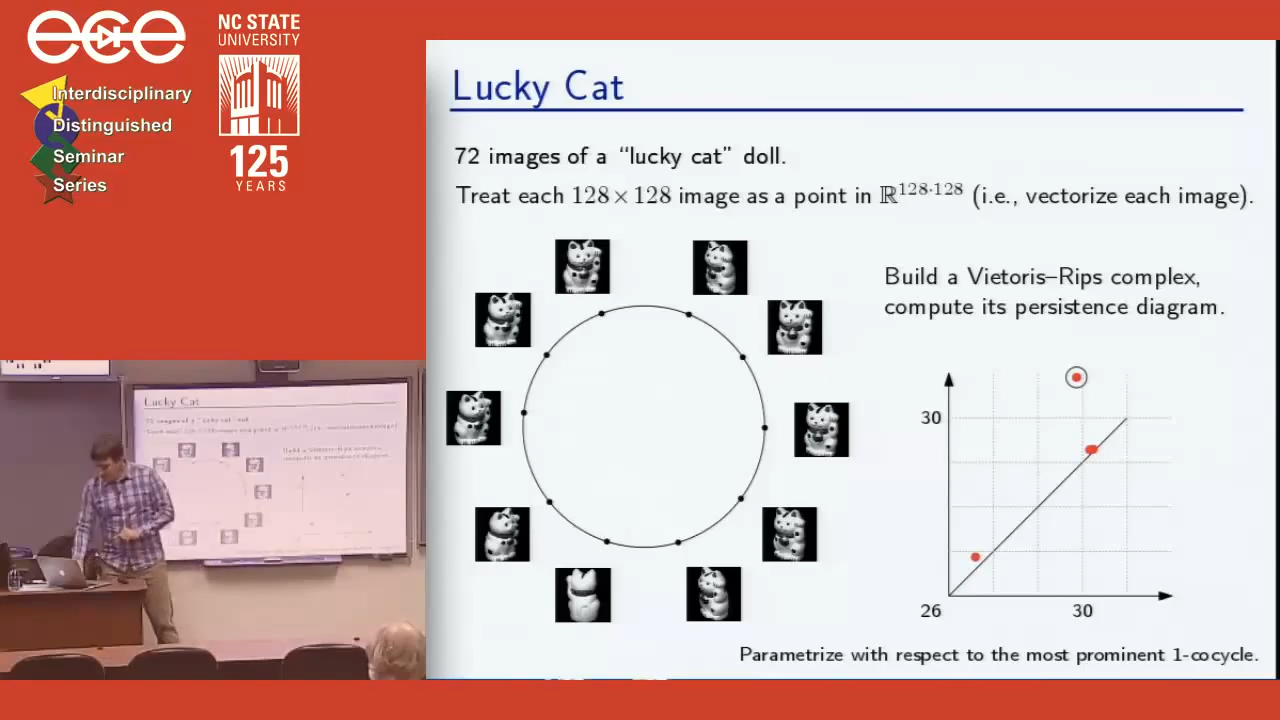 ece
Interdisciplinary
Distinguished
Seminar
Series
NC STATE
UNIVERSITY
125
YEARS
Lucky Cat
72 images of a “lucky cat” doll.
Treat each 128×128 image as a point in ℝ^{128·128} (i.e., vectorize each image).
Build a Vietoris–Rips complex,
compute its persistence diagram.
30
26
30
Parametrize with respect to the most prominent 1-cocycle.
Lucky Cat